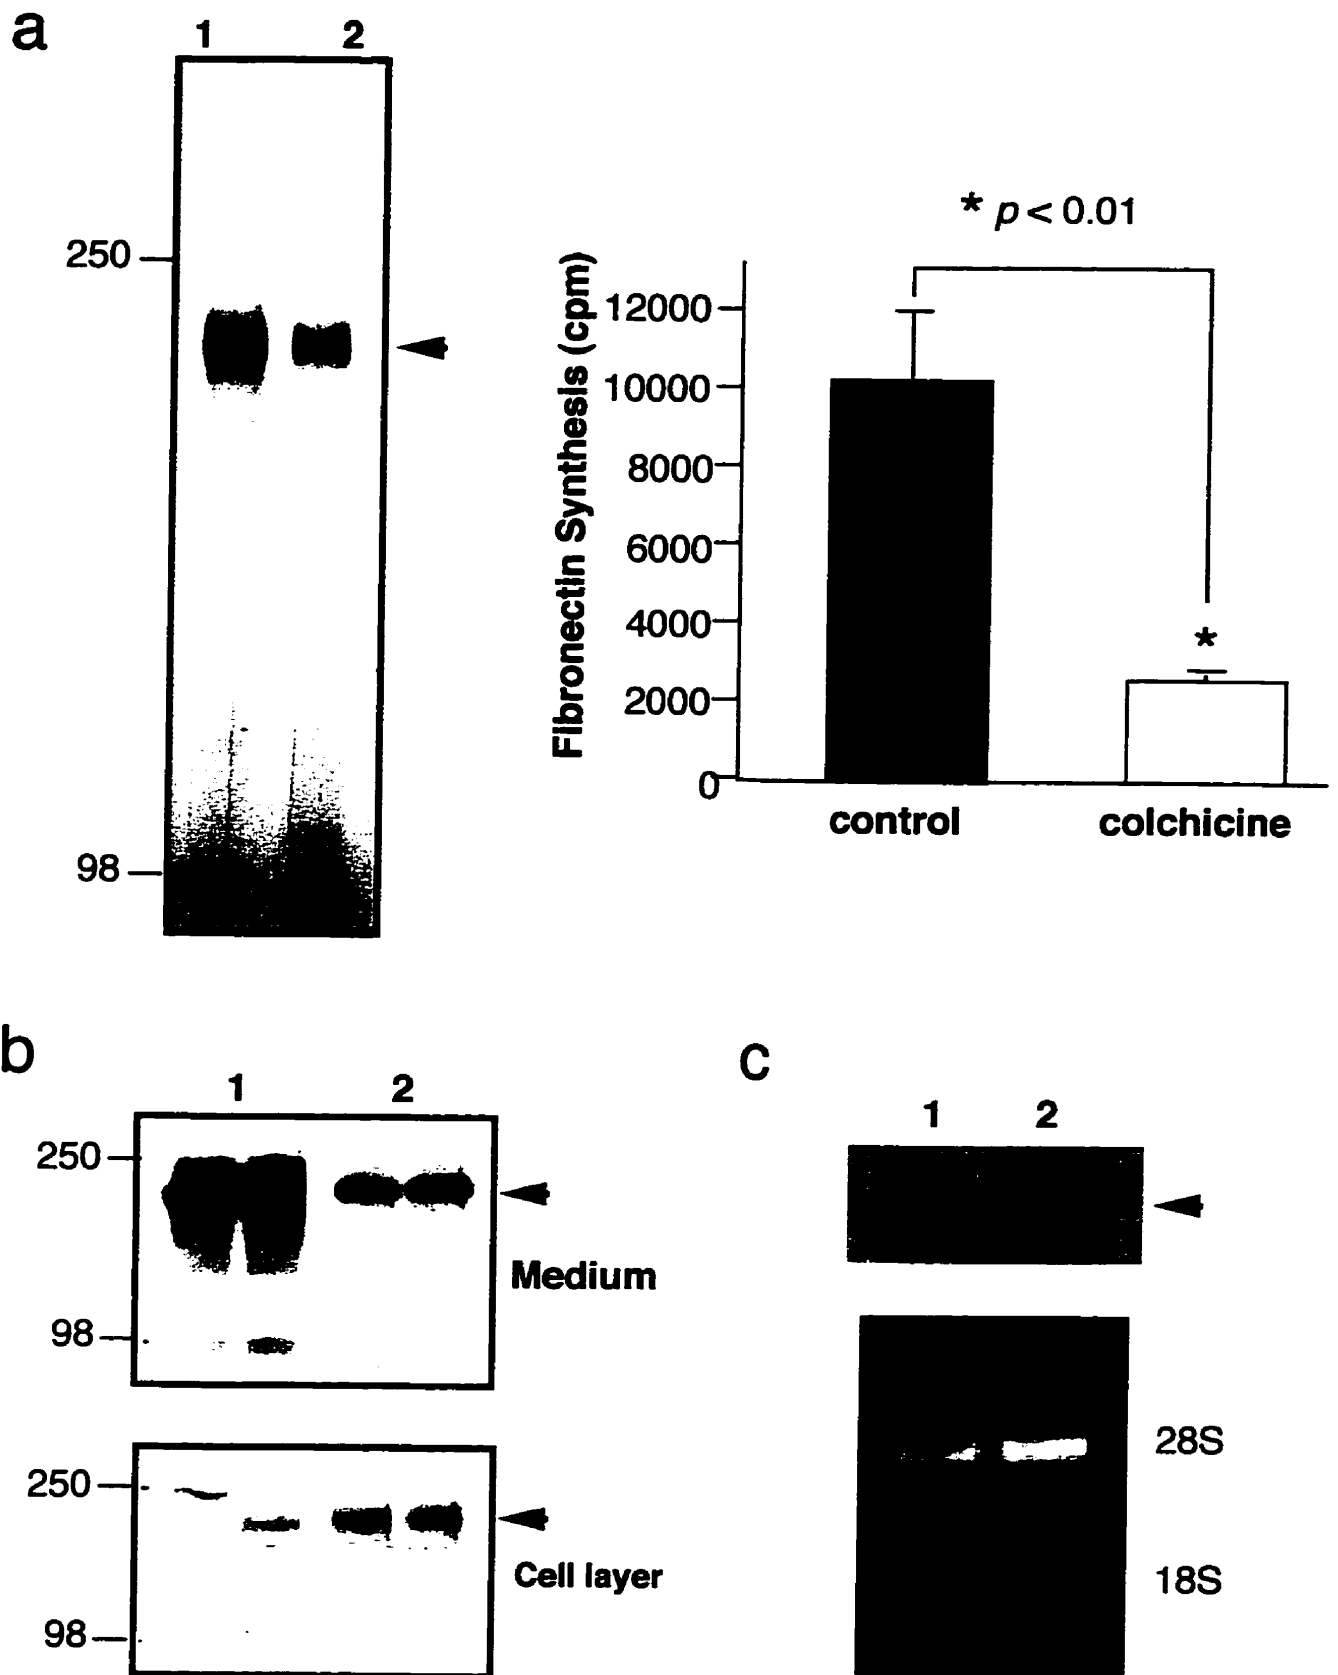 a
1 2
250
98
* p < 0.01
Fibronectin Synthesis (cpm)
12000
10000
8000
6000
4000
2000
0
*
control colchicine
b
1 2
250
98
Medium
250
98
Cell layer
c
1 2
28S
18S